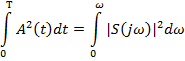 ∫₀ᵀ A²(t)dt = ∫₀^ω |S(jω)|²dω